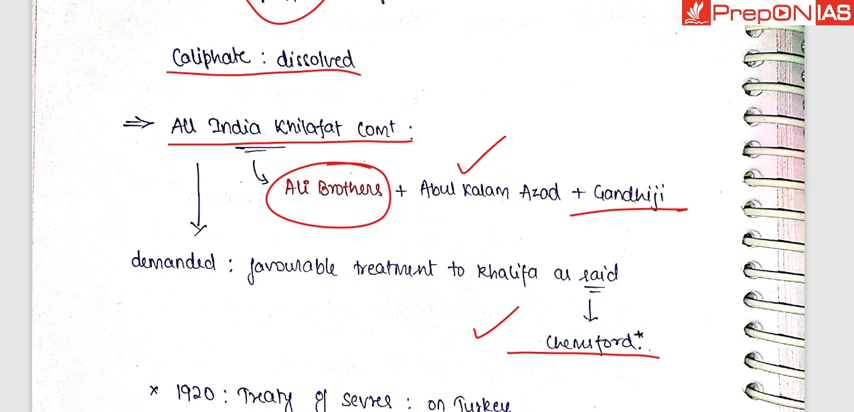 PrepON IAS
Caliphate : dissolved
⇒ All India Khilafat Comt :
Ali Brothers + Abul Kalam Azad + Gandhiji
demanded : favourable treatment to Khalifa as said
Chemsford*.
* 1920 : Treaty of Sevres : on Turkey